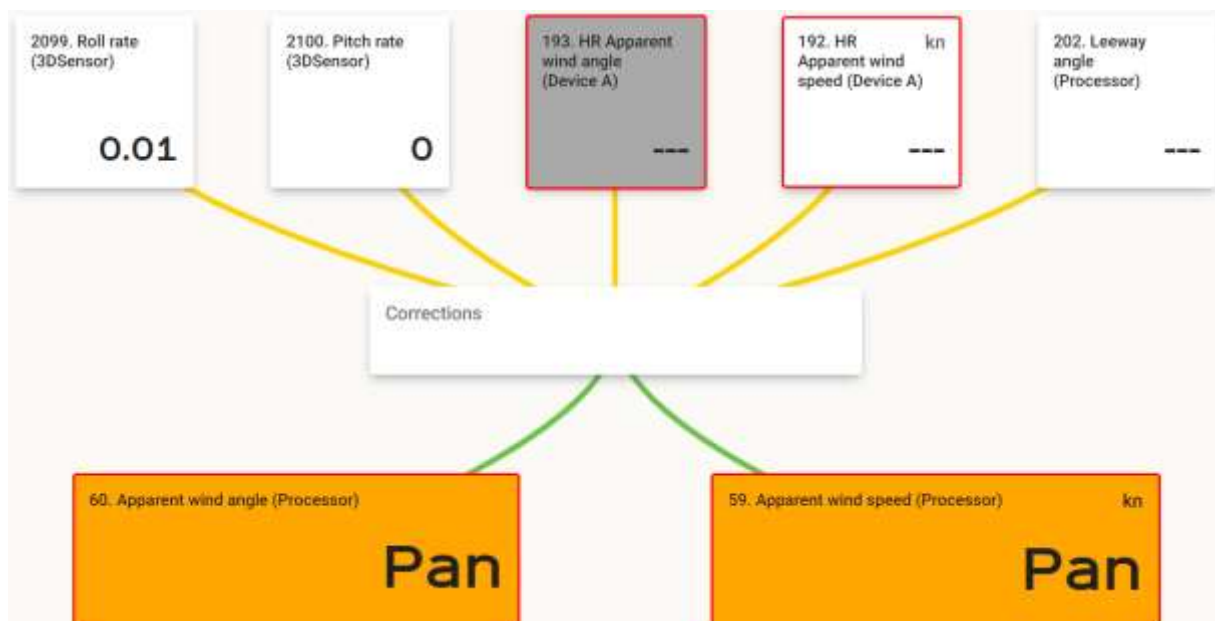 2099. Roll rate
(3DSensor)
0.01
2100. Pitch rate
(3DSensor)
0
193. HR Apparent
wind angle
(Device A)
---
192. HR
Apparent wind
speed (Device A)
kn
---
202. Leeway
angle
(Processor)
---
Corrections
60. Apparent wind angle (Processor)
Pan
59. Apparent wind speed (Processor)
kn
Pan